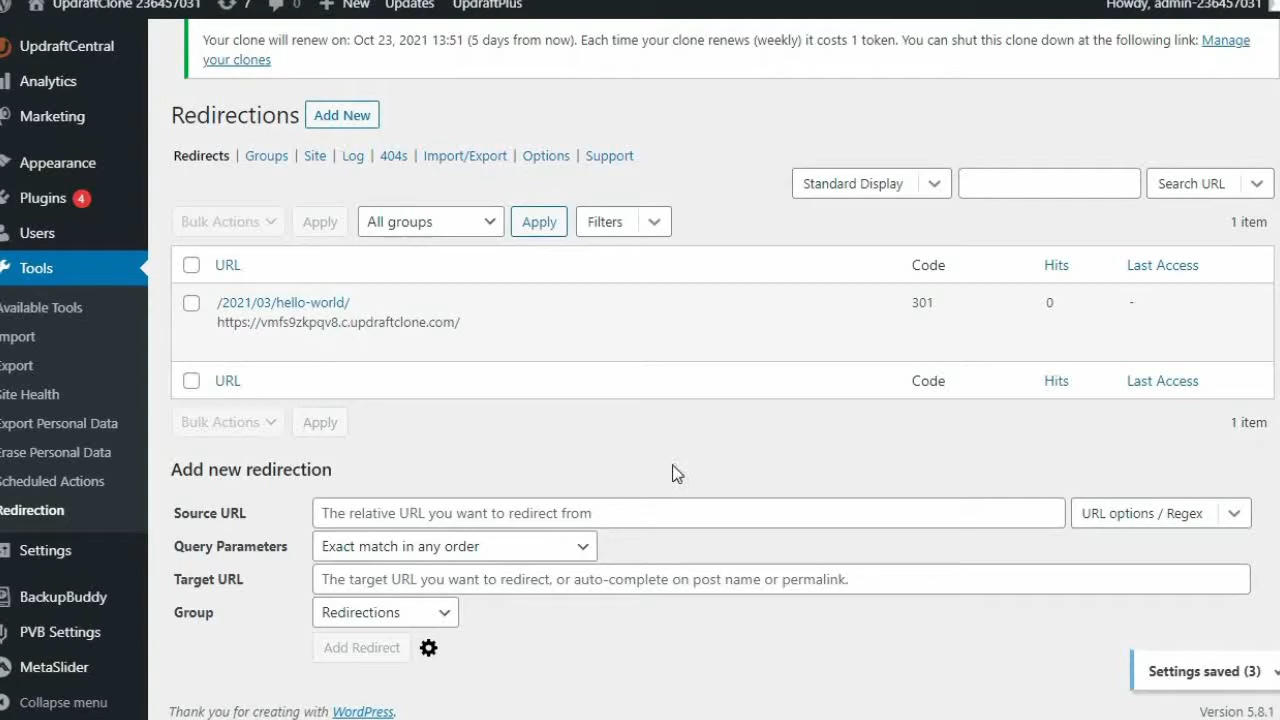 UpdraftClone 236457031 7 0 New Updates UpdraftPlus Howdy, admin-236457031
UpdraftCentral
Analytics
Marketing
Appearance
Plugins 4
Users
Tools
Available Tools
Import
Export
Site Health
Export Personal Data
Erase Personal Data
Scheduled Actions
Redirection
Settings
BackupBuddy
PVB Settings
MetaSlider
Collapse menu
Your clone will renew on: Oct 23, 2021 13:51 (5 days from now). Each time your clone renews (weekly) it costs 1 token. You can shut this clone down at the following link: Manage
your clones
Redirections Add New
Redirects | Groups | Site | Log | 404s | Import/Export | Options | Support
Standard Display Search URL
Bulk Actions Apply All groups Apply Filters 1 item
URL Code Hits Last Access
/2021/03/hello-world/ 301 0 -
https://vmfs9zkpqv8.c.updraftclone.com/
URL Code Hits Last Access
Bulk Actions Apply 1 item
Add new redirection
Source URL The relative URL you want to redirect from URL options / Regex
Query Parameters Exact match in any order
Target URL The target URL you want to redirect, or auto-complete on post name or permalink.
Group Redirections
Add Redirect
Settings saved (3)
Thank you for creating with WordPress. Version 5.8.1